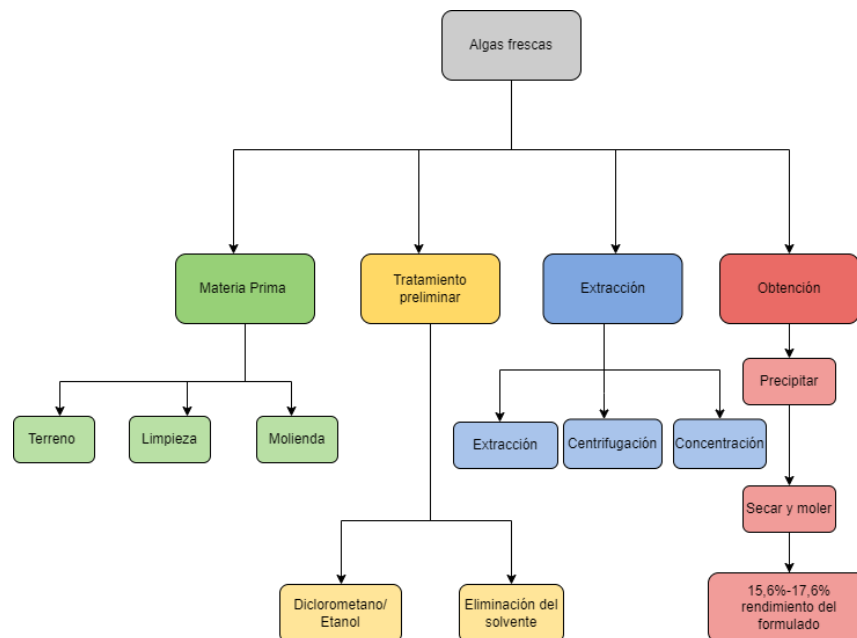 Algas frescas
Materia Prima
Tratamiento
preliminar
Extracción
Obtención
Precipitar
Terreno
Limpieza
Molienda
Extracción
Centrifugación
Concentración
Secar y moler
Diclorometano/
Etanol
Eliminación del
solvente
15,6%-17,6%
rendimiento del
formulado